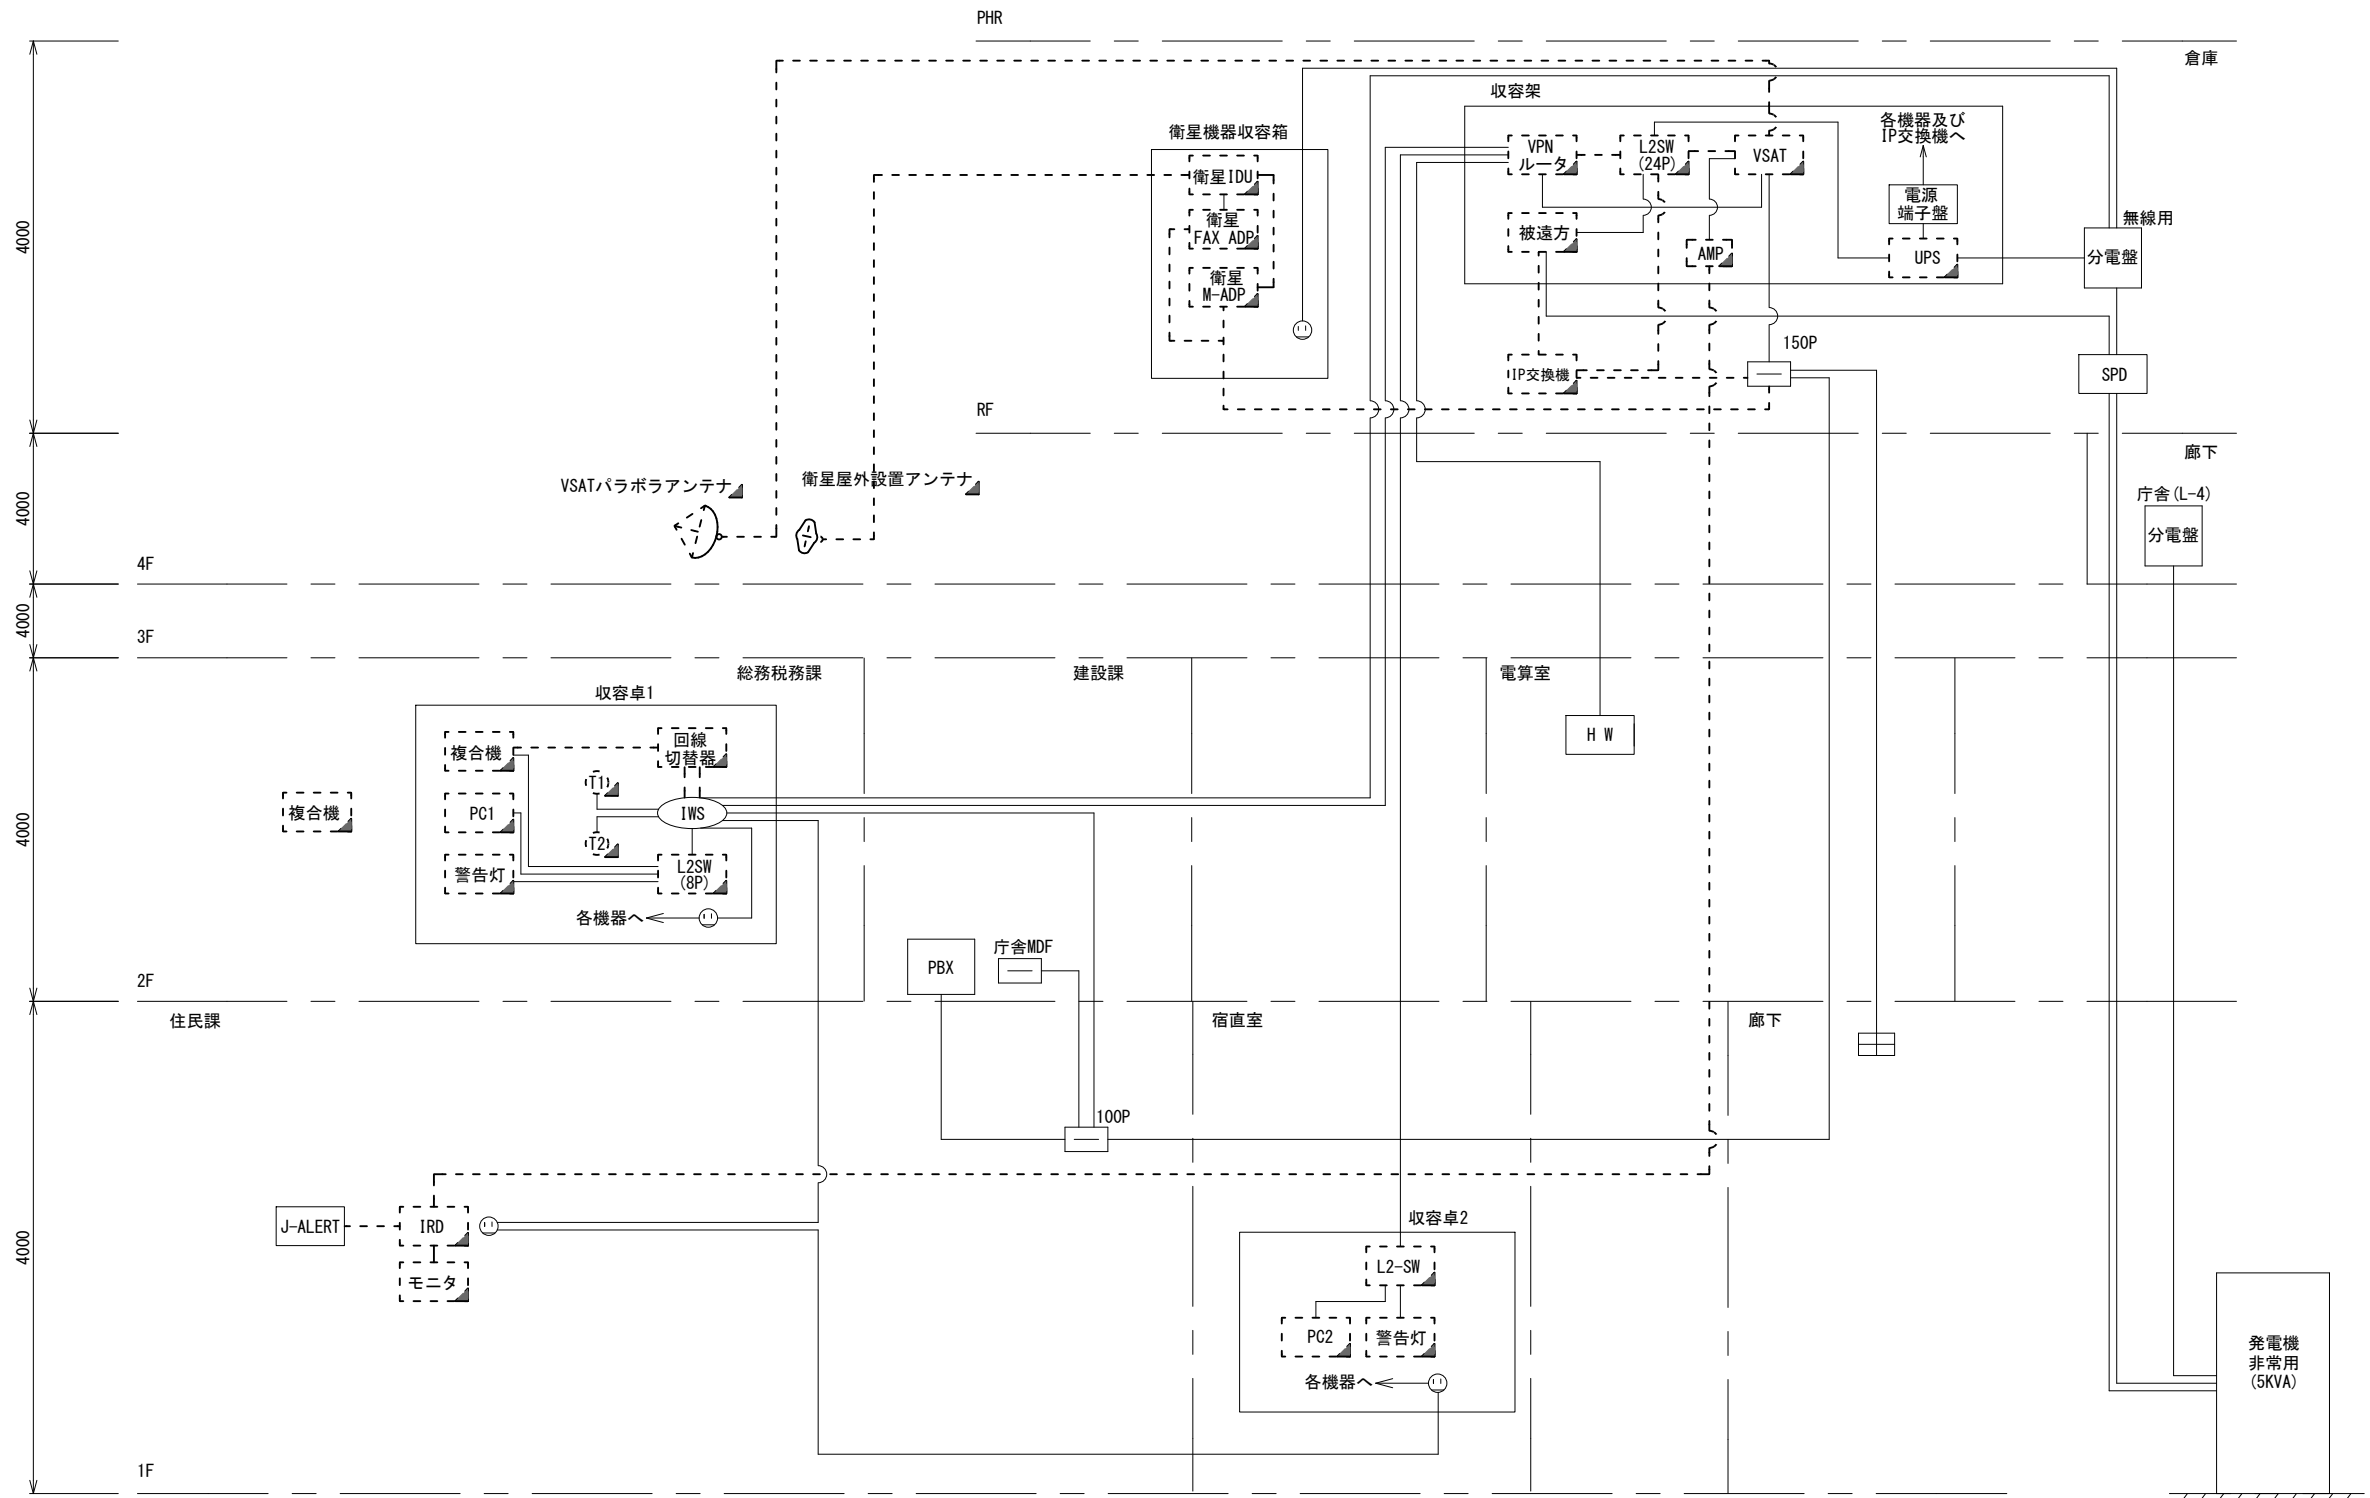 PHR
倉庫
収容架
各機器及び
IP交換機へ
衛星機器収容箱
VPN
ルータ
L2SW
(24P)
VSAT
衛星IDU
電源
端子盤
衛星
FAX ADP
被遠方
無線用
4000
AMP
UPS
分電盤
衛星
M-ADP
150P
IP交換機
SPD
RF
廊下
VSATパラボラアンテナ
衛星屋外設置アンテナ
庁舎(L-4)
4000
分電盤
4F
4000
3F
総務税務課
建設課
電算室
収容卓1
複合機
回線
切替器
H W
T1
複合機
PC1
IWS
4000
T2
警告灯
L2SW
(8P)
各機器へ
庁舎MDF
PBX
2F
住民課
宿直室
廊下
100P
収容卓2
J-ALERT
IRD
4000
L2-SW
モニタ
PC2
警告灯
各機器へ
発電機
非常用
(5KVA)
1F